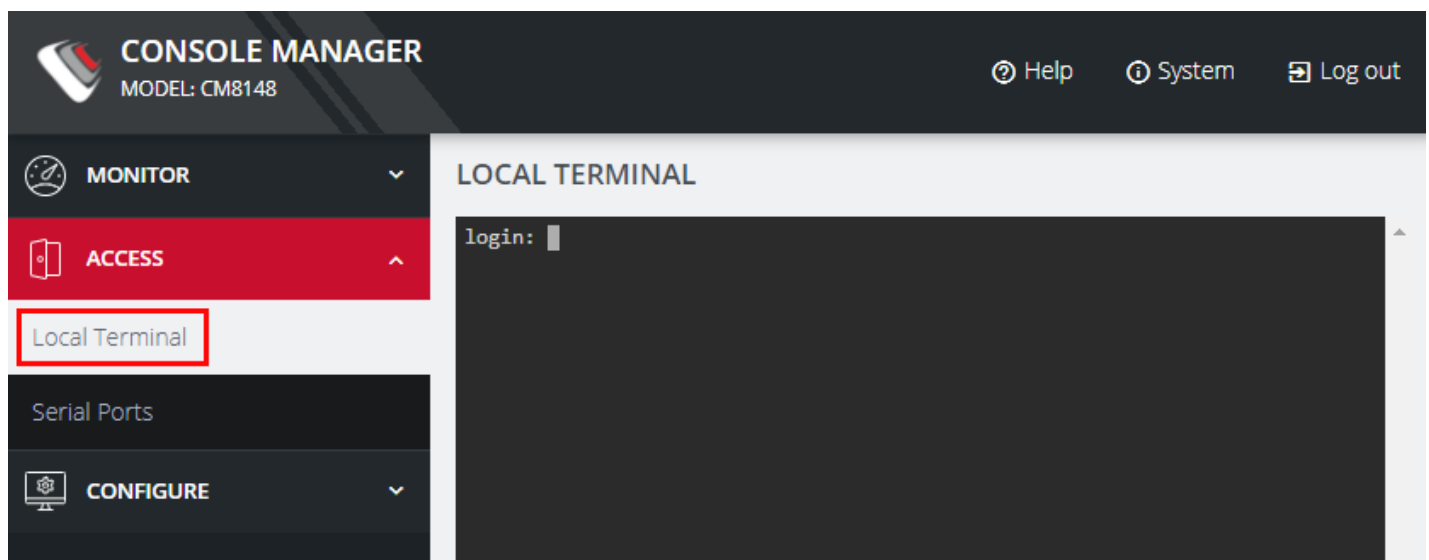 CONSOLE MANAGER
MODEL: CM8148
Help
System
Log out
MONITOR
ACCESS
Local Terminal
Serial Ports
CONFIGURE
LOCAL TERMINAL
login: